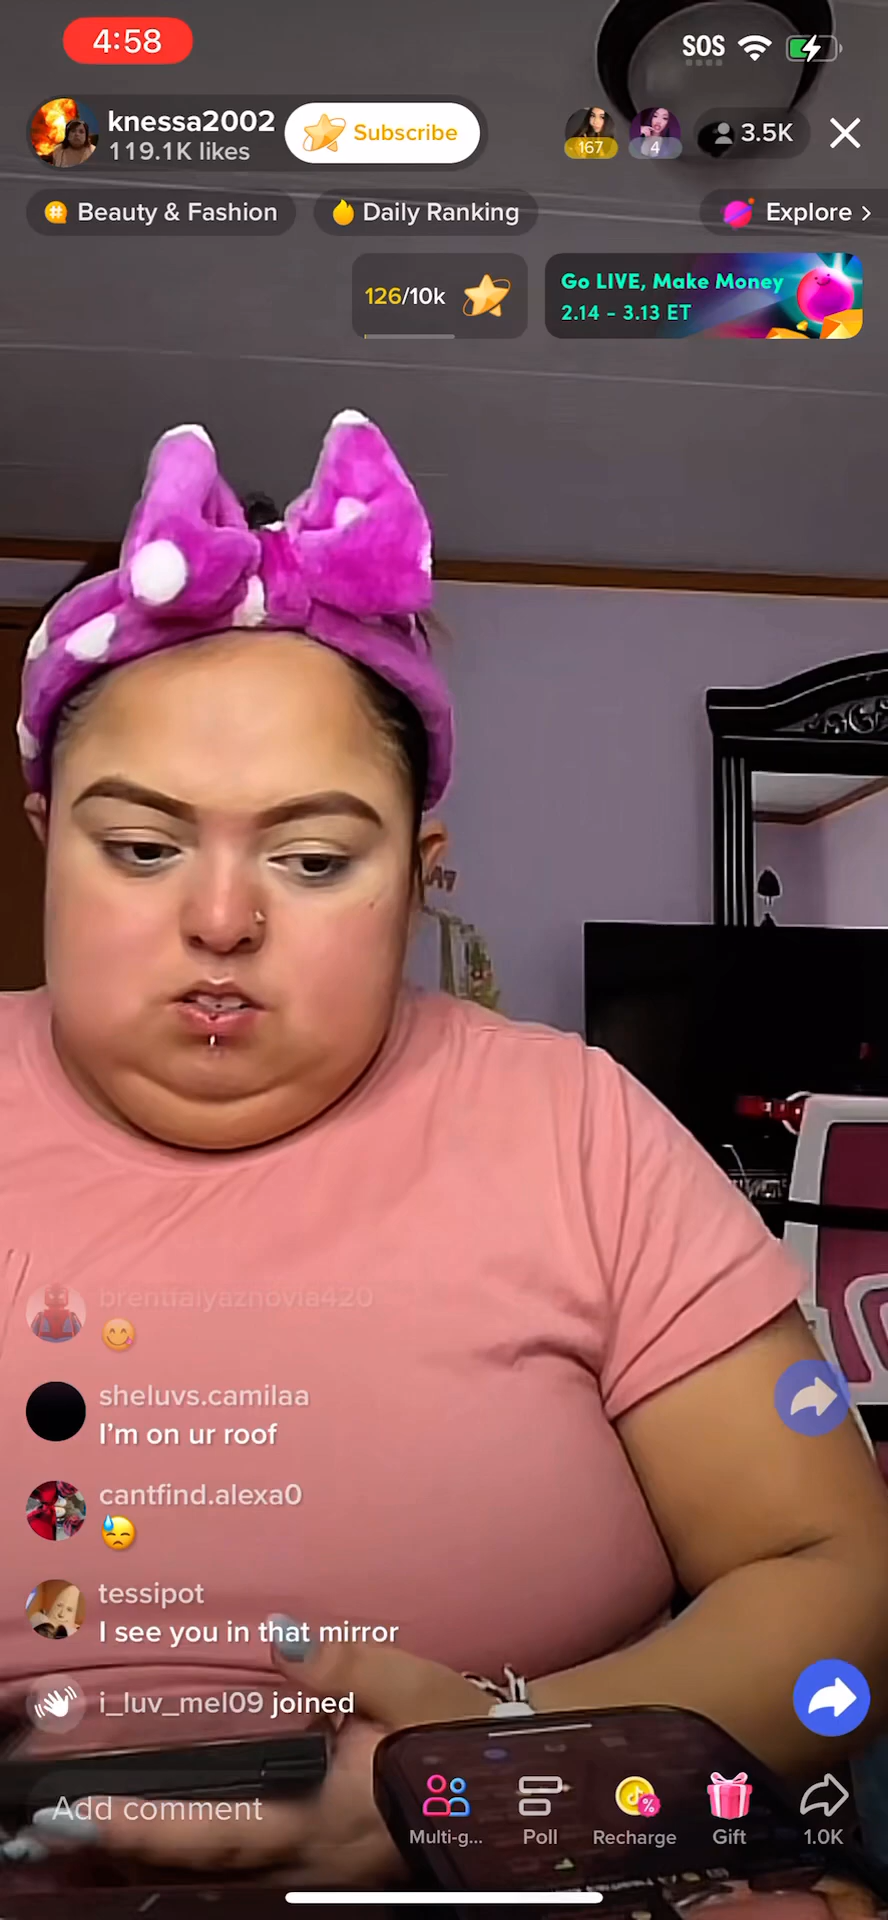 4:58
SOS
knessa2002
119.1K likes
Subscribe
167
4
3.5K
Beauty & Fashion
Daily Ranking
Explore >
126/10k
Go LIVE, Make Money
2.14 - 3.13 ET
brentfaiyaznovia420
sheluvs.camilaa
I'm on ur roof
cantfind.alexa0
tessipot
I see you in that mirror
i_luv_mel09 joined
Add comment
Multi-g...
Poll
Recharge
Gift
1.0K